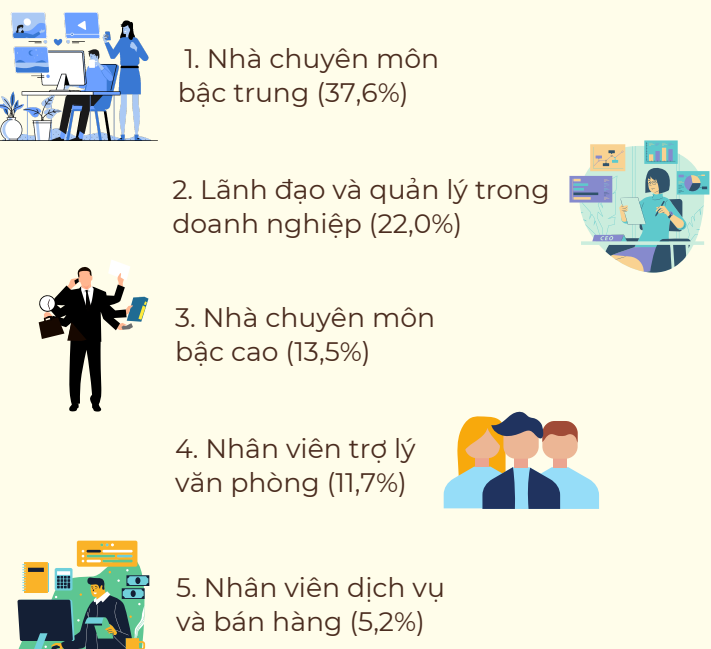 1. Nhà chuyên môn
bậc trung (37,6%)
2. Lãnh đạo và quản lý trong
doanh nghiệp (22,0%)
CEO
3. Nhà chuyên môn
bậc cao (13,5%)
4. Nhân viên trợ lý
văn phòng (11,7%)
5. Nhân viên dịch vụ
và bán hàng (5,2%)